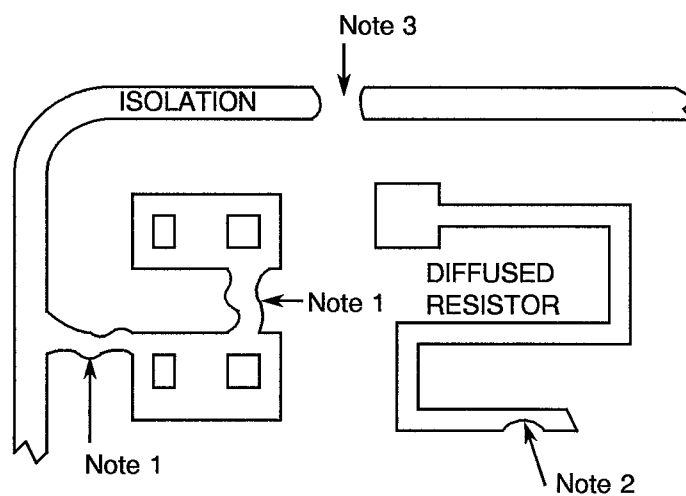 Note 3
ISOLATION
DIFFUSED
RESISTOR
Note 1
Note 1
Note 2